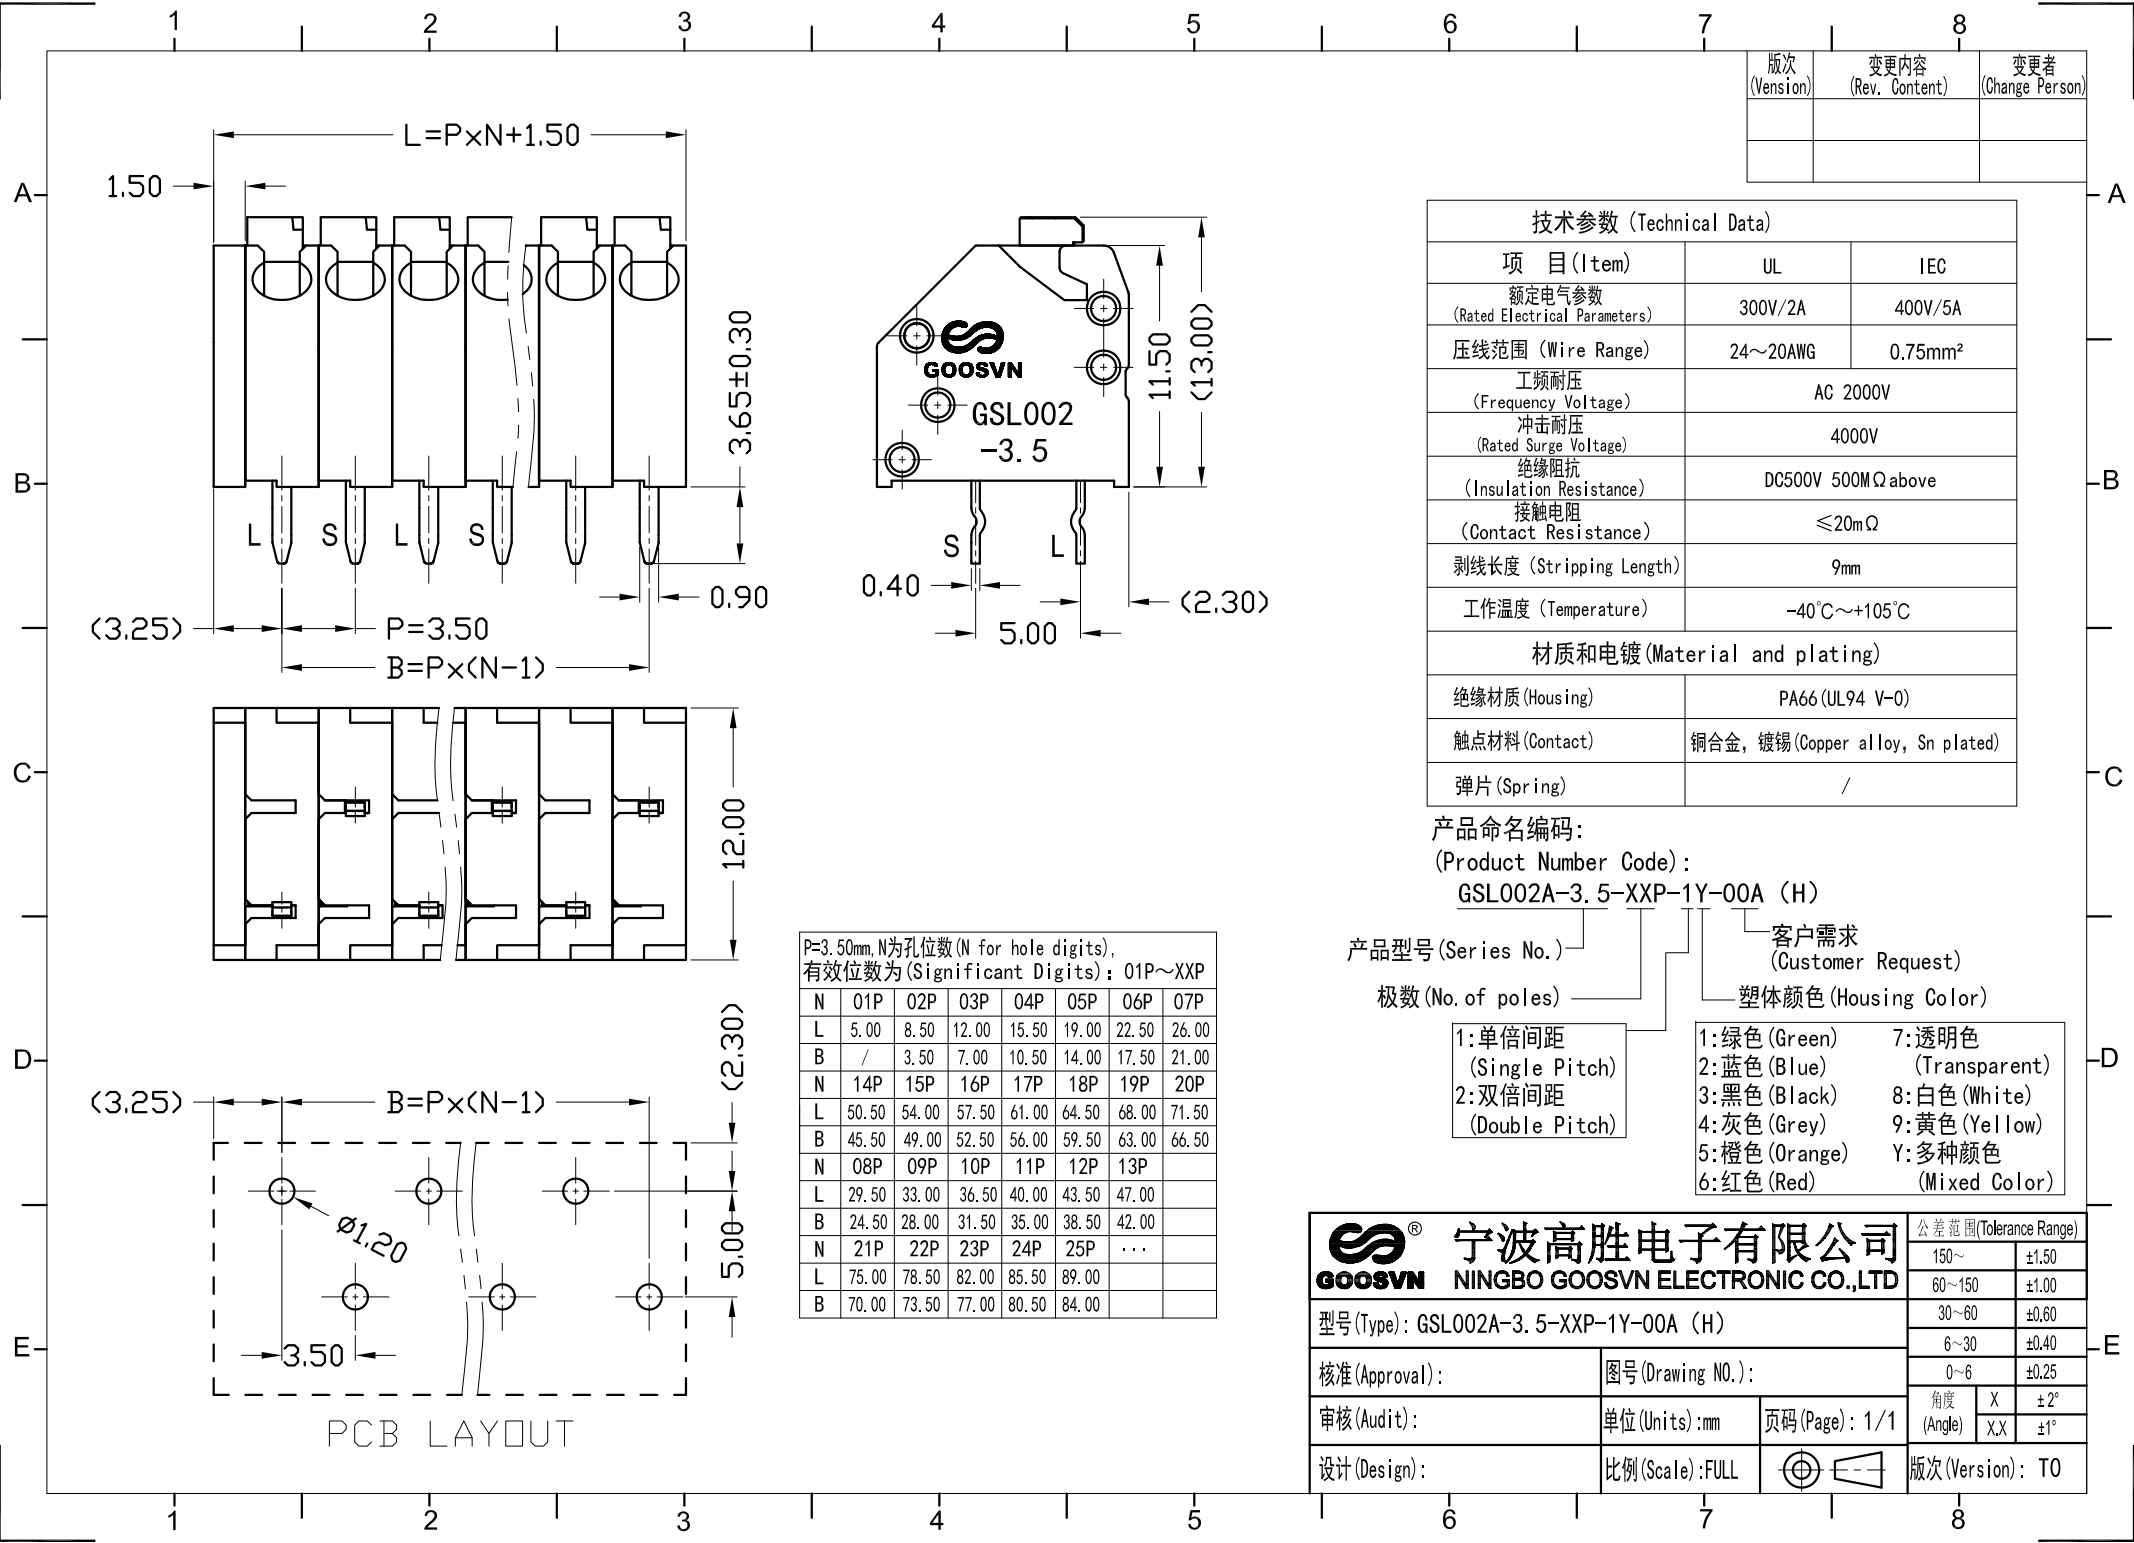 1 2 3 4 5 6 7 8
版次 变更内容 变更者
(Vension) (Rev. Content) (Change Person)
A
B
C
D
E
L=P×N+1.50
1.50
3.65±0.30
L S L S
0.90
(3.25) P=3.50
B=P×(N-1)
GOOSVN
GSL002
-3.5
11.50
(13.00)
S L
0.40
(2.30)
5.00
12.00
(2.30)
(3.25) B=P×(N-1)
ø1.20
5.00
3.50
PCB LAYOUT
技术参数 (Technical Data)
项 目(Item) UL IEC
额定电气参数
(Rated Electrical Parameters) 300V/2A 400V/5A
压线范围 (Wire Range) 24~20AWG 0.75mm²
工频耐压
(Frequency Voltage) AC 2000V
冲击耐压
(Rated Surge Voltage) 4000V
绝缘阻抗
(Insulation Resistance) DC500V 500MΩabove
接触电阻
(Contact Resistance) ≤20mΩ
剥线长度 (Stripping Length) 9mm
工作温度 (Temperature) -40℃~+105℃
材质和电镀(Material and plating)
绝缘材质(Housing) PA66(UL94 V-0)
触点材料(Contact) 铜合金, 镀锡(Copper alloy, Sn plated)
弹片(Spring) /
产品命名编码:
(Product Number Code):
GSL002A-3.5-XXP-1Y-00A (H)
产品型号(Series No.)
客户需求
(Customer Request)
极数(No.of poles)
塑体颜色(Housing Color)
1:单倍间距
(Single Pitch)
2:双倍间距
(Double Pitch)
1:绿色(Green) 7:透明色
2:蓝色(Blue) (Transparent)
3:黑色(Black) 8:白色(White)
4:灰色(Grey) 9:黄色(Yellow)
5:橙色(Orange) Y:多种颜色
6:红色(Red) (Mixed Color)
P=3.50mm,N为孔位数(N for hole digits),
有效位数为(Significant Digits): 01P~XXP
N 01P 02P 03P 04P 05P 06P 07P
L 5.00 8.50 12.00 15.50 19.00 22.50 26.00
B / 3.50 7.00 10.50 14.00 17.50 21.00
N 14P 15P 16P 17P 18P 19P 20P
L 50.50 54.00 57.50 61.00 64.50 68.00 71.50
B 45.50 49.00 52.50 56.00 59.50 63.00 66.50
N 08P 09P 10P 11P 12P 13P
L 29.50 33.00 36.50 40.00 43.50 47.00
B 24.50 28.00 31.50 35.00 38.50 42.00
N 21P 22P 23P 24P 25P ...
L 75.00 78.50 82.00 85.50 89.00
B 70.00 73.50 77.00 80.50 84.00
® 宁波高胜电子有限公司
GOOSVN NINGBO GOOSVN ELECTRONIC CO.,LTD
公差范围(Tolerance Range)
150~ ±1.50
60~150 ±1.00
30~60 ±0.60
6~30 ±0.40
0~6 ±0.25
角度 X ±2°
(Angle) X.X ±1°
型号(Type): GSL002A-3.5-XXP-1Y-00A (H)
核准(Approval): 图号(Drawing NO.):
审核(Audit): 单位(Units):mm 页码(Page): 1/1
设计(Design): 比例(Scale):FULL 版次(Version): T0
A
B
C
D
E
1 2 3 4 5 6 7 8